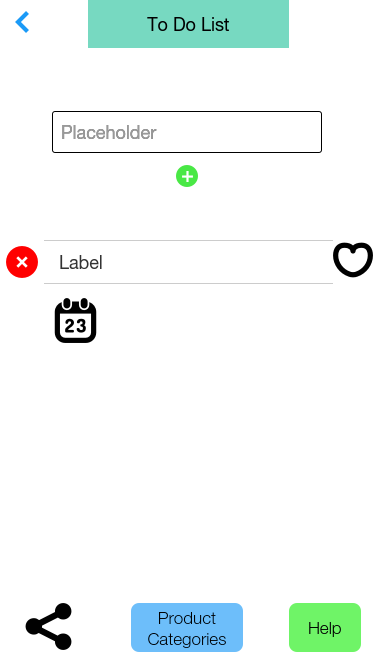 To Do List
Placeholder
Label
23
Product
Categories
Help